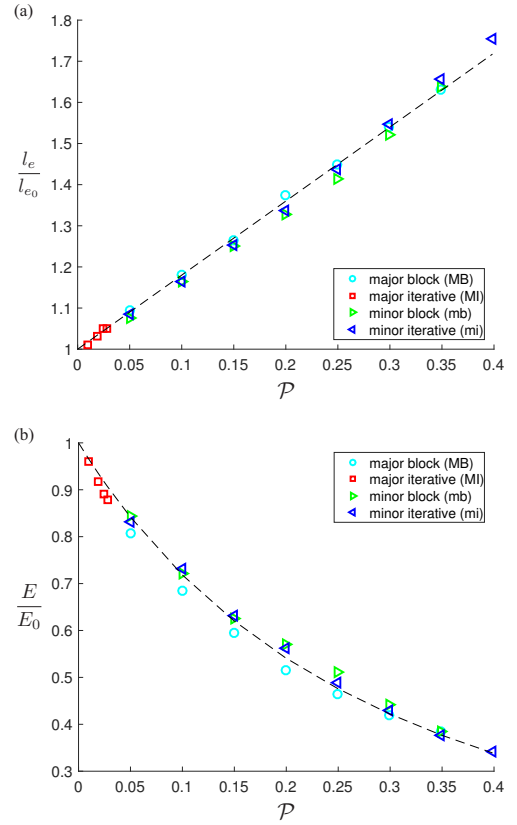 (a)
1.8
1.7
1.6
1.5
1.4
1.3
1.2
1.1
1
l_e
l_{e_0}
0
0.05
0.1
0.15
0.2
0.25
0.3
0.35
0.4
P
major block (MB)
major iterative (MI)
minor block (mb)
minor iterative (mi)
(b)
1
0.9
0.8
0.7
0.6
0.5
0.4
0.3
E
E_0
0
0.05
0.1
0.15
0.2
0.25
0.3
0.35
0.4
P
major block (MB)
major iterative (MI)
minor block (mb)
minor iterative (mi)